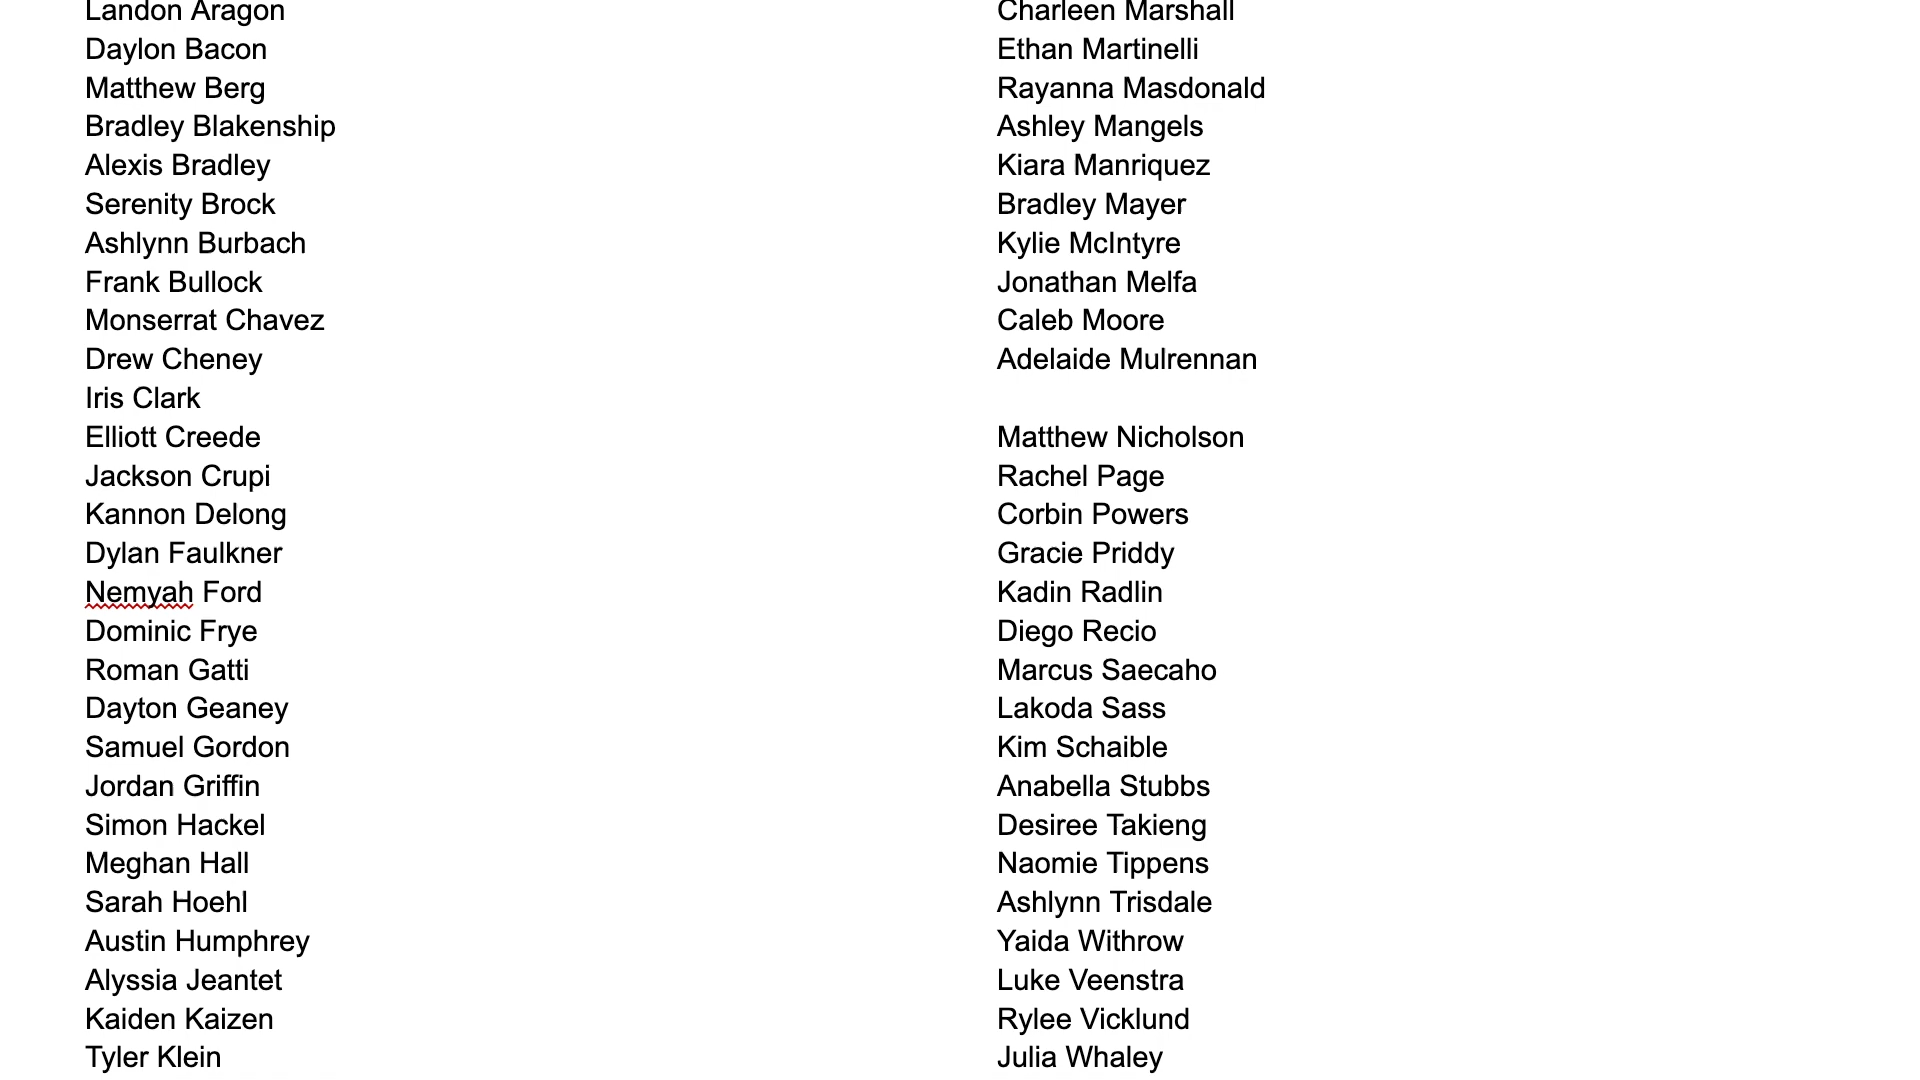 Landon Aragon
Daylon Bacon
Matthew Berg
Bradley Blakenship
Alexis Bradley
Serenity Brock
Ashlynn Burbach
Frank Bullock
Monserrat Chavez
Drew Cheney
Iris Clark
Elliott Creede
Jackson Crupi
Kannon Delong
Dylan Faulkner
Nemyah Ford
Dominic Frye
Roman Gatti
Dayton Geaney
Samuel Gordon
Jordan Griffin
Simon Hackel
Meghan Hall
Sarah Hoehl
Austin Humphrey
Alyssia Jeantet
Kaiden Kaizen
Tyler Klein
Charleen Marshall
Ethan Martinelli
Rayanna Masdonald
Ashley Mangels
Kiara Manriquez
Bradley Mayer
Kylie McIntyre
Jonathan Melfa
Caleb Moore
Adelaide Mulrennan
Matthew Nicholson
Rachel Page
Corbin Powers
Gracie Priddy
Kadin Radlin
Diego Recio
Marcus Saecaho
Lakoda Sass
Kim Schaible
Anabella Stubbs
Desiree Takieng
Naomie Tippens
Ashlynn Trisdale
Yaida Withrow
Luke Veenstra
Rylee Vicklund
Julia Whaley